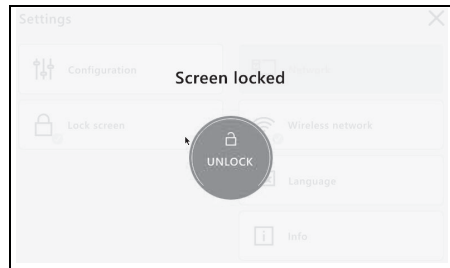 Settings
Configuration
Screen locked
Lock screen
Wireless network
UNLOCK
Language
Info